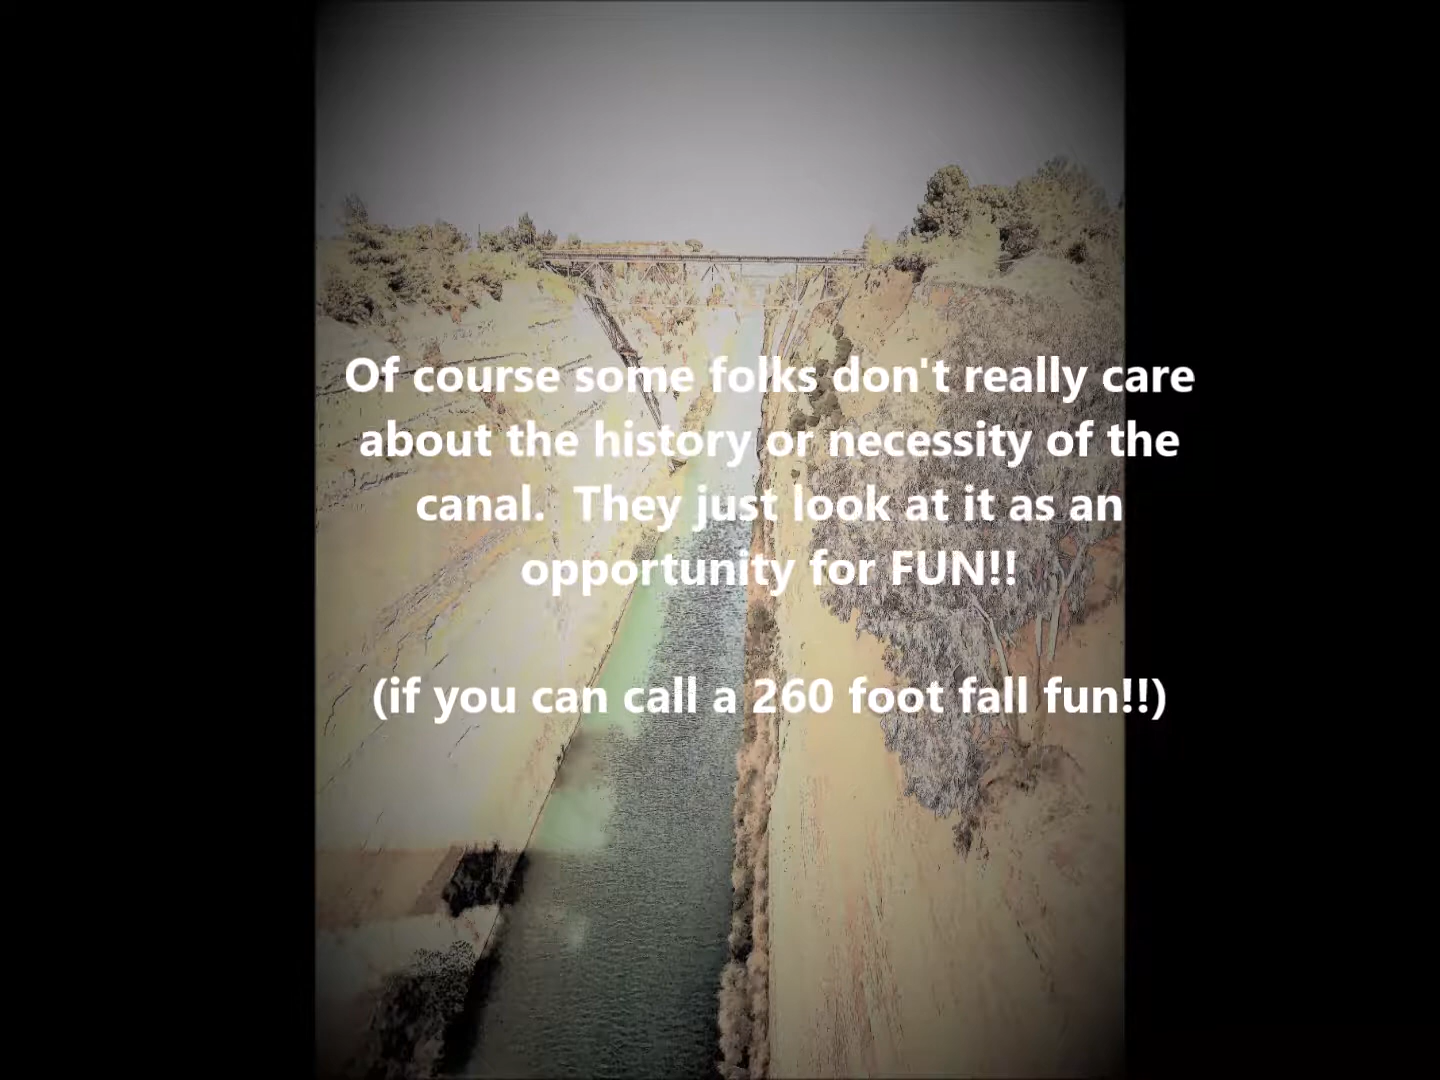 Of course some folks don't really care
about the history or necessity of the
canal.  They just look at it as an
opportunity for FUN!!
(if you can call a 260 foot fall fun!!)